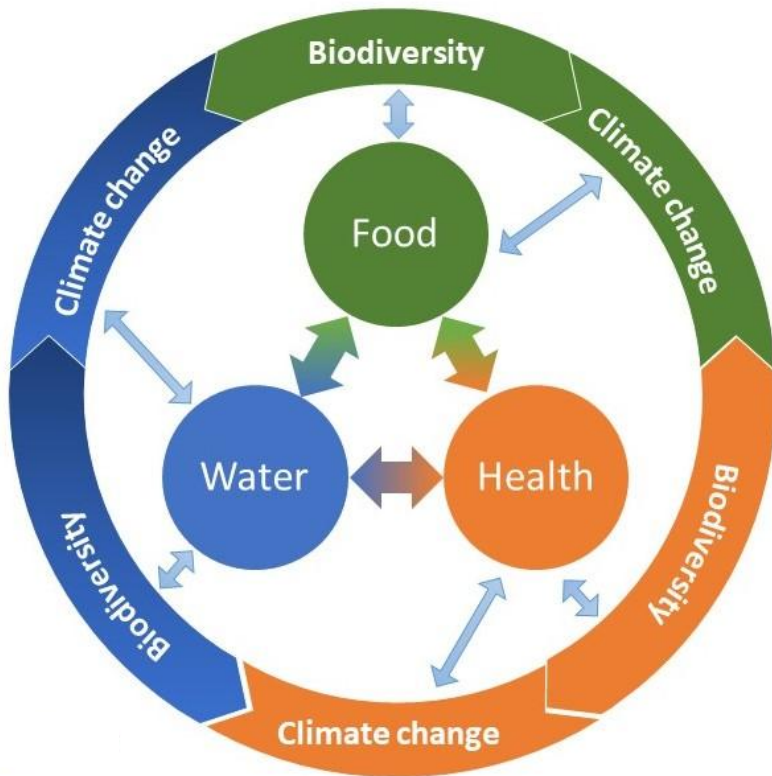 Biodiversity
Climate change
Climate change
Food
Water
Health
Biodiversity
Biodiversity
Climate change